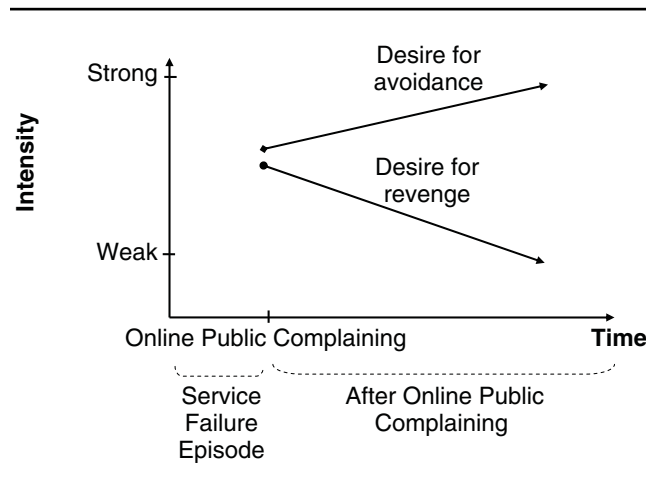 Desire for
avoidance
Strong
Intensity
Desire for
revenge
Weak
Online Public Complaining
Time
Service
Failure
Episode
After Online Public
Complaining